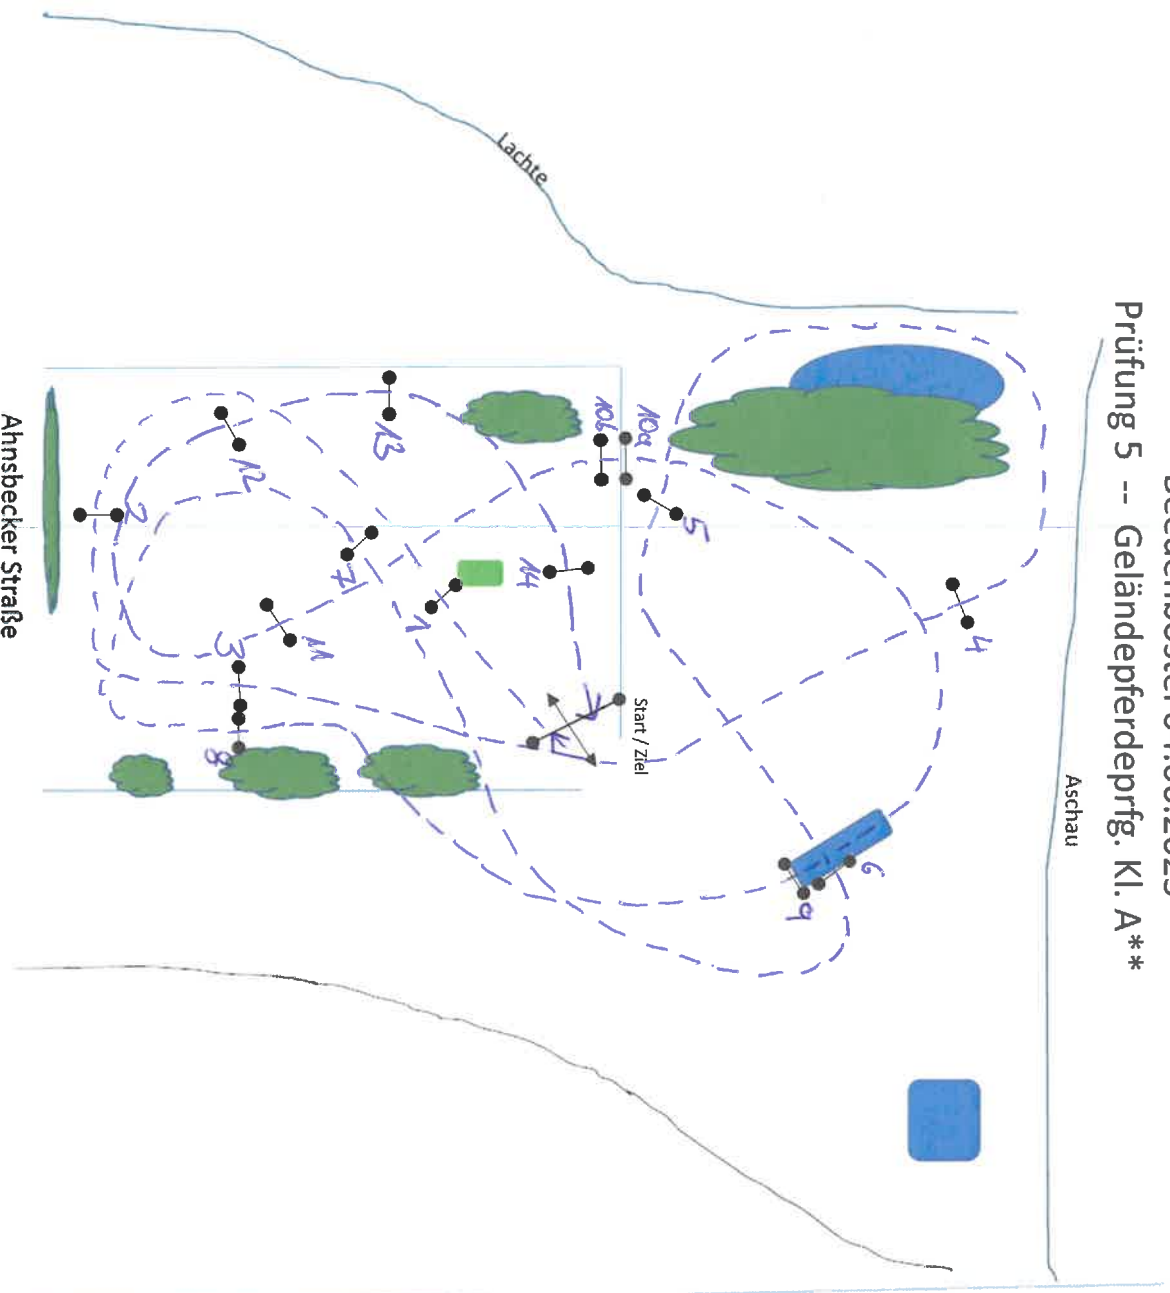 Prüfung 5 -- Geländepferdeprfg. Kl. A**
Aschau
Lachte
Start / Ziel
Ahnsbecker Straße
1
2
3
4
5
6
7
8
9
10a
10b
11
12
13
14